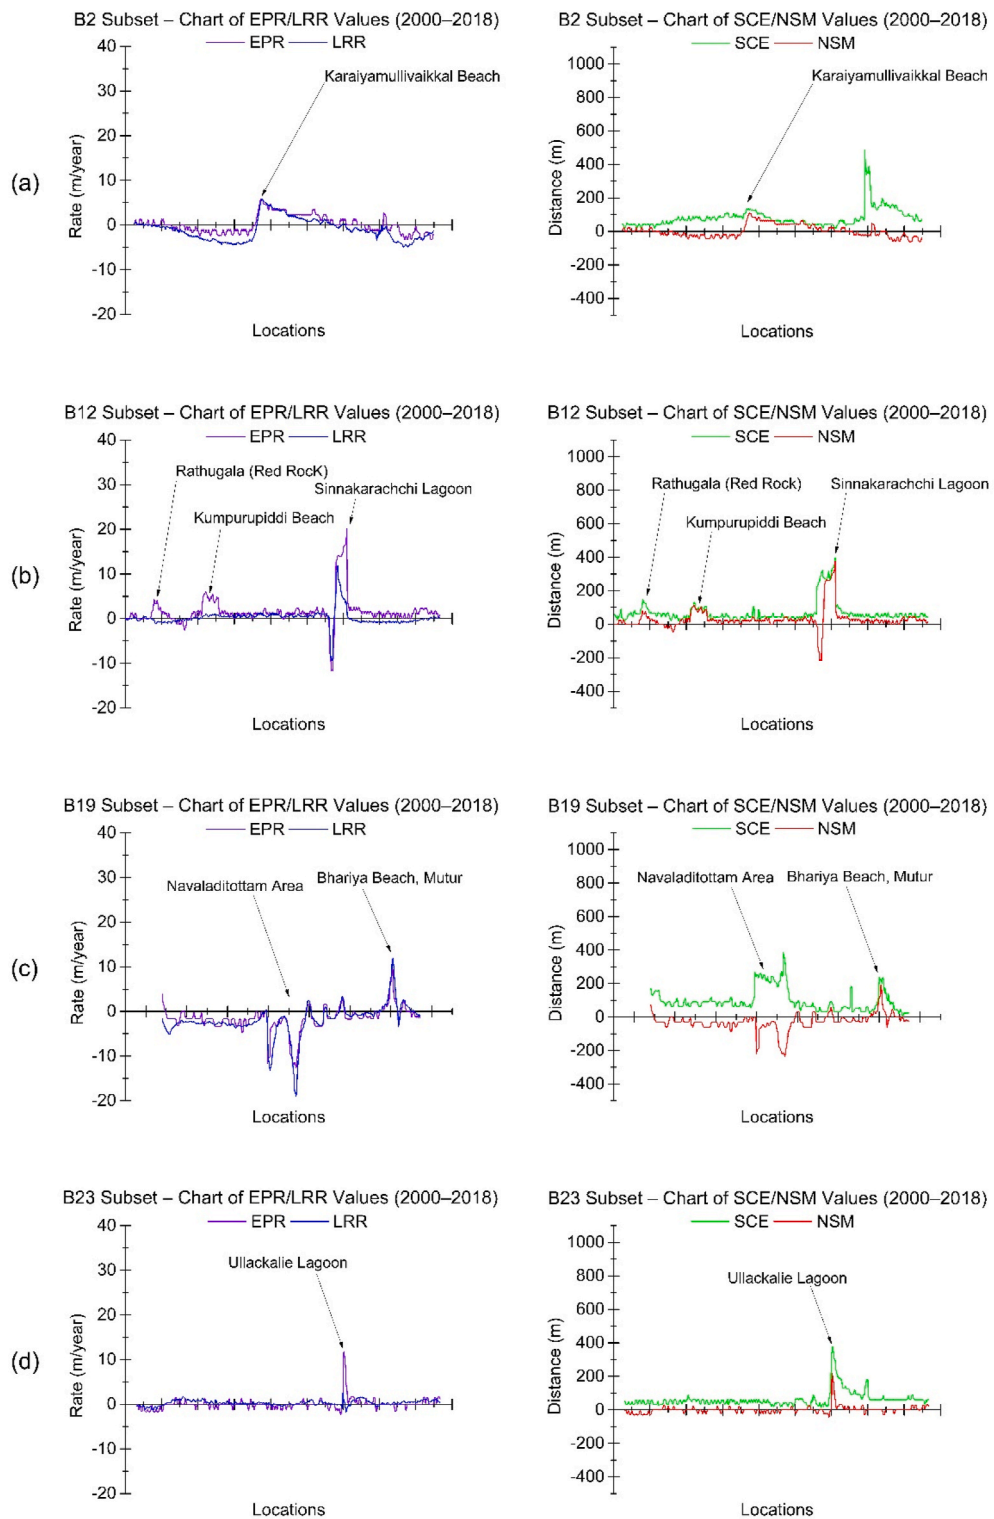 B2 Subset – Chart of EPR/LRR Values (2000–2018)
EPR LRR
40
30
20
10
0
-10
-20
Rate (m/year)
Karaiyamullivaikkal Beach
Locations
(a)
B2 Subset – Chart of SCE/NSM Values (2000–2018)
SCE NSM
1000
800
600
400
200
0
-200
-400
Distance (m)
Karaiyamullivaikkal Beach
Locations
B12 Subset – Chart of EPR/LRR Values (2000–2018)
EPR LRR
40
30
20
10
0
-10
-20
Rate (m/year)
Rathugala (Red RocK)
Sinnakarachchi Lagoon
Kumpurupiddi Beach
Locations
(b)
B12 Subset – Chart of SCE/NSM Values (2000–2018)
SCE NSM
1000
800
600
400
200
0
-200
-400
Distance (m)
Rathugala (Red Rock)
Sinnakarachchi Lagoon
Kumpurupiddi Beach
Locations
B19 Subset – Chart of EPR/LRR Values (2000–2018)
EPR LRR
40
30
20
10
0
-10
-20
Rate (m/year)
Navaladitottam Area
Bhariya Beach, Mutur
Locations
(c)
B19 Subset – Chart of SCE/NSM Values (2000–2018)
SCE NSM
1000
800
600
400
200
0
-200
-400
Distance (m)
Navaladitottam Area
Bhariya Beach, Mutur
Locations
B23 Subset – Chart of EPR/LRR Values (2000–2018)
EPR LRR
40
30
20
10
0
-10
-20
Rate (m/year)
Ullackalie Lagoon
Locations
(d)
B23 Subset – Chart of SCE/NSM Values (2000–2018)
SCE NSM
1000
800
600
400
200
0
-200
-400
Distance (m)
Ullackalie Lagoon
Locations